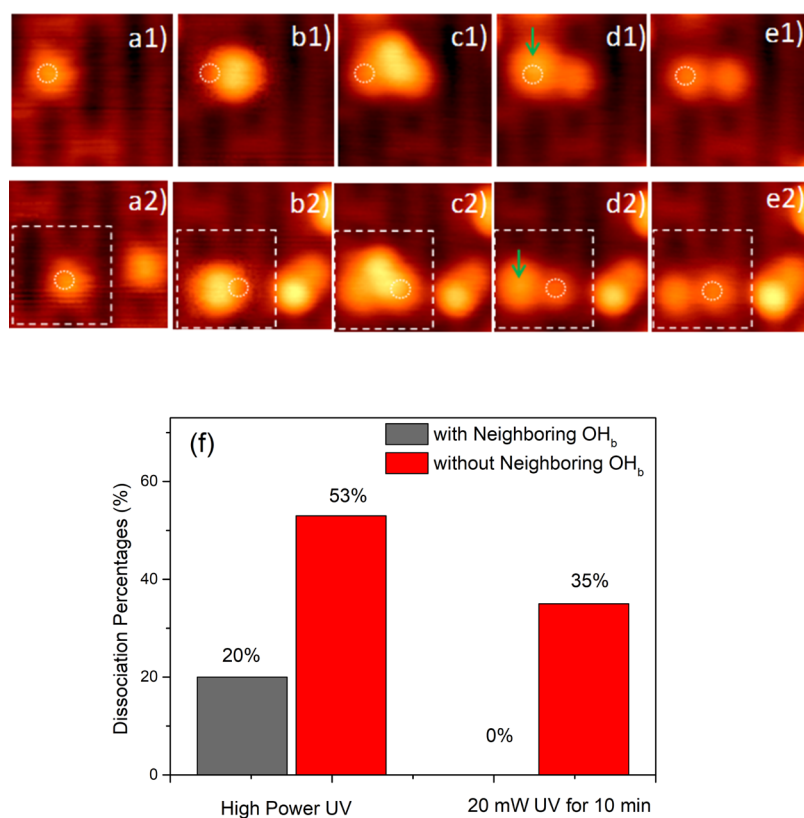 a1) b1) c1) d1) e1)
a2) b2) c2) d2) e2)
(f)
with Neighboring OHb
without Neighboring OHb
Dissociation Percentages (%)
60
40
20
0
20%
53%
0%
35%
High Power UV
20 mW UV for 10 min